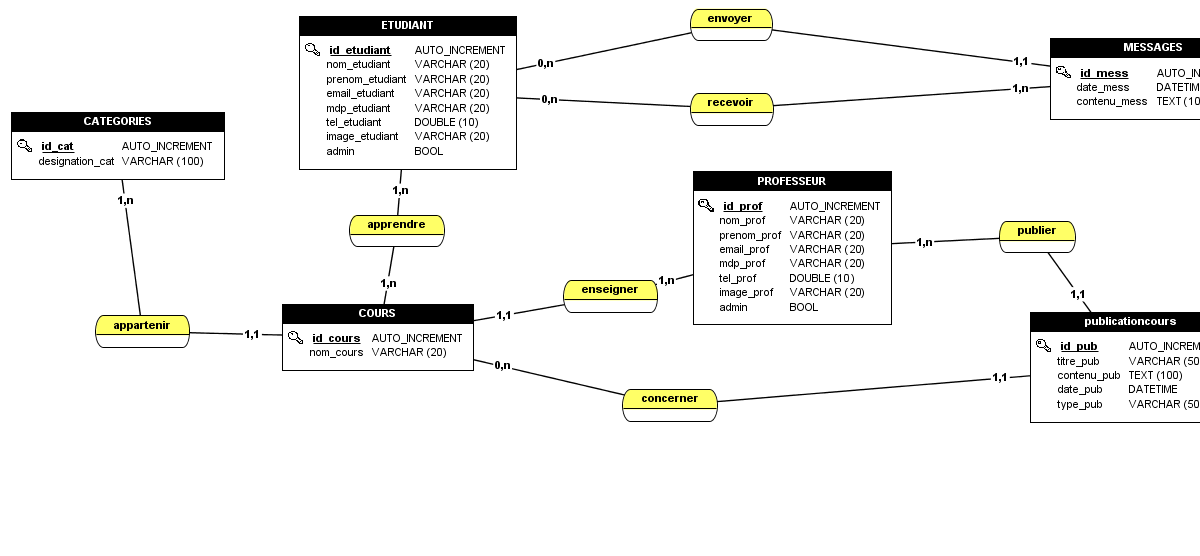 ETUDIANT
id_etudiant AUTO_INCREMENT
nom_etudiant VARCHAR (20)
prenom_etudiant VARCHAR (20)
email_etudiant VARCHAR (20)
mdp_etudiant VARCHAR (20)
tel_etudiant DOUBLE (10)
image_etudiant VARCHAR (20)
admin BOOL
0,n
envoyer
1,1
0,n
recevoir
1,n
MESSAGES
id_mess AUTO_IN
date_mess DATETIM
contenu_mess TEXT (10
CATEGORIES
id_cat AUTO_INCREMENT
designation_cat VARCHAR (100)
1,n
1,n
apprendre
1,n
PROFESSEUR
id_prof AUTO_INCREMENT
nom_prof VARCHAR (20)
prenom_prof VARCHAR (20)
email_prof VARCHAR (20)
mdp_prof VARCHAR (20)
tel_prof DOUBLE (10)
image_prof VARCHAR (20)
admin BOOL
1,n
publier
1,1
appartenir
1,1
COURS
id_cours AUTO_INCREMENT
nom_cours VARCHAR (20)
1,1
enseigner
1,n
0,n
concerner
1,1
publicationcours
id_pub AUTO_INCREM
titre_pub VARCHAR (50
contenu_pub TEXT (100)
date_pub DATETIME
type_pub VARCHAR (50